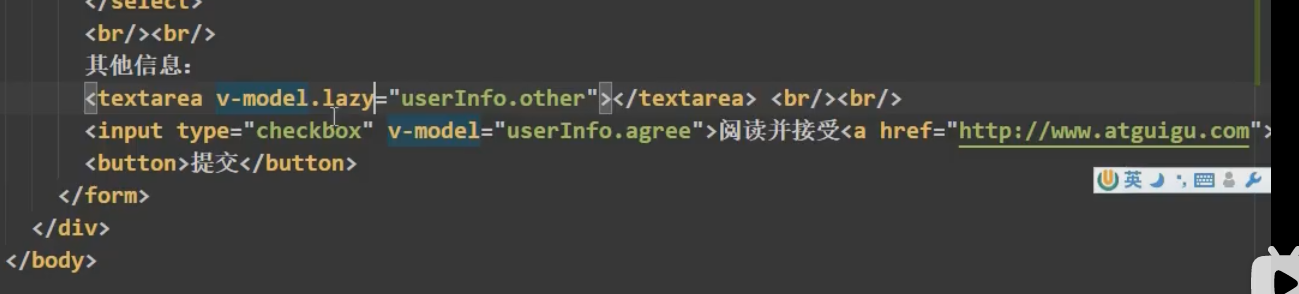 </select>
<br/><br/>
其他信息：
<textarea v-model.lazy="userInfo.other"></textarea> <br/><br/>
<input type="checkbox" v-model="userInfo.agree">阅读并接受<a href="http://www.atguigu.com">
<button>提交</button>
英
</form>
</div>
</body>